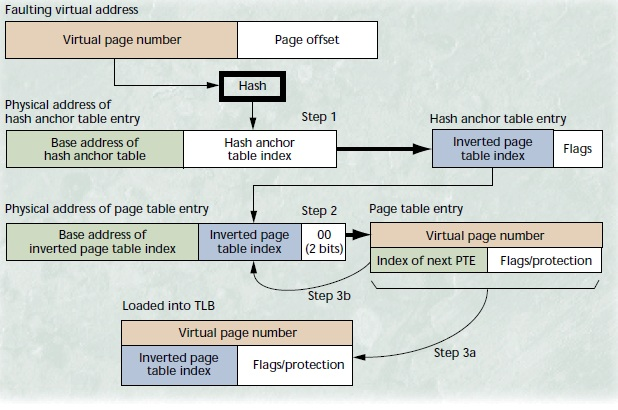 Faulting virtual address
Virtual page number
Page offset
Hash
Physical address of
hash anchor table entry
Step 1
Hash anchor table entry
Base address of
hash anchor table
Hash anchor
table index
Inverted page
table index
Flags
Physical address of page table entry
Step 2
Page table entry
Base address of
inverted page table index
Inverted page
table index
00
(2 bits)
Virtual page number
Index of next PTE
Flags/protection
Step 3b
Loaded into TLB
Virtual page number
Inverted page
table index
Flags/protection
Step 3a